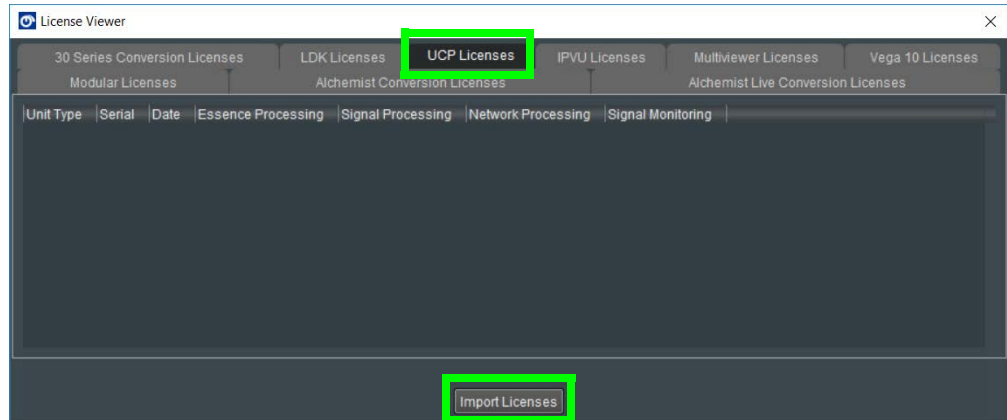 License Viewer
30 Series Conversion Licenses LDK Licenses UCP Licenses IPVU Licenses Multiviewer Licenses Vega 10 Licenses
Modular Licenses Alchemist Conversion Licenses Alchemist Live Conversion Licenses
Unit Type Serial Date Essence Processing Signal Processing Network Processing Signal Monitoring
Import Licenses